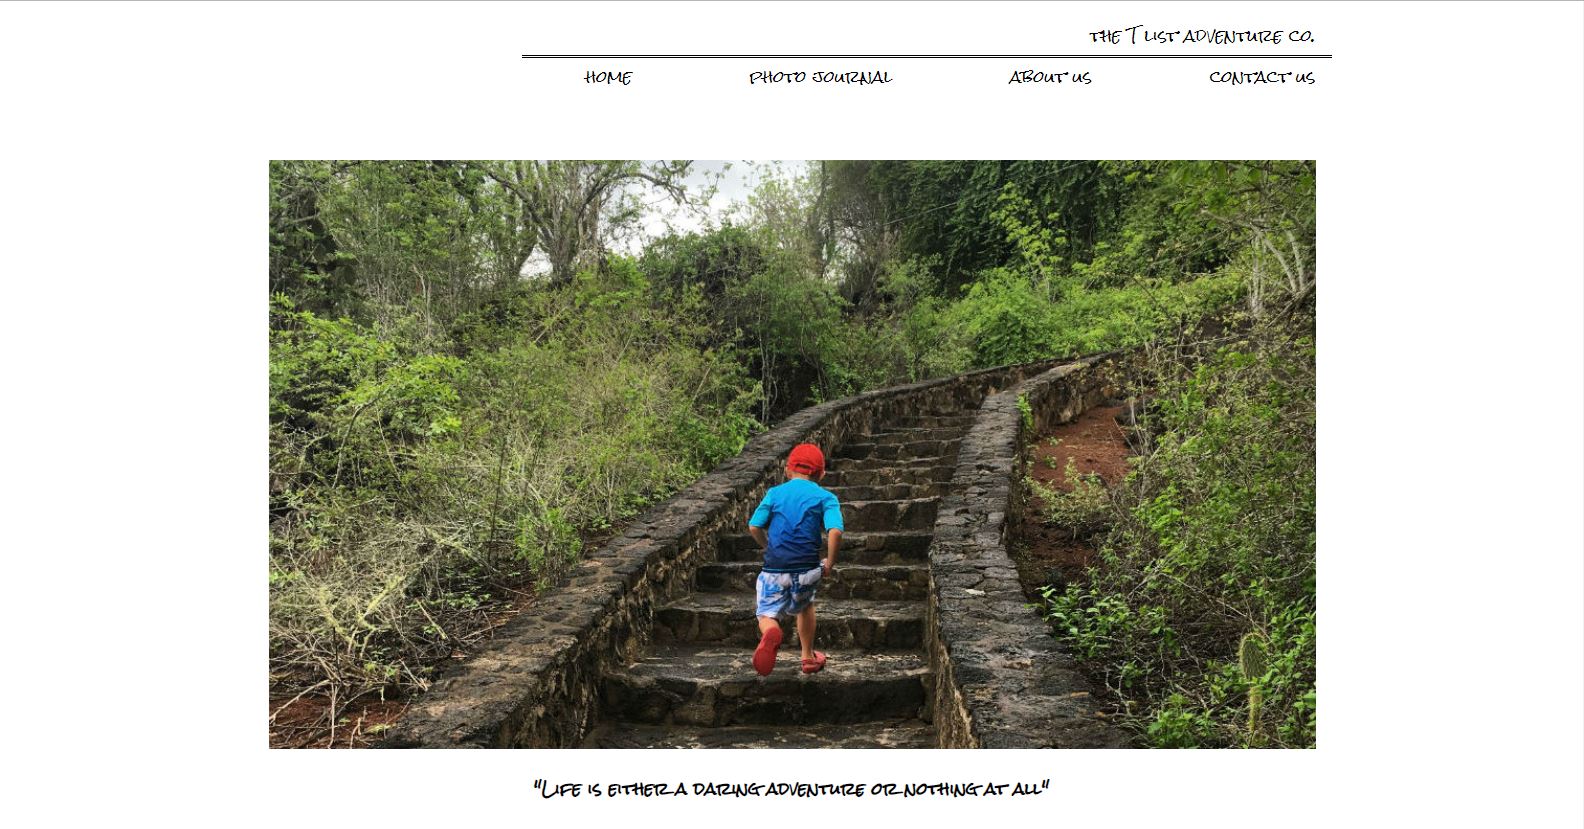 the T list adventure co.
home photo journal about us contact us
"Life is either a daring adventure or nothing at all"